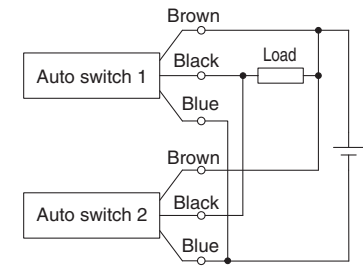 Brown
Auto switch 1
Black
Load
Blue
Brown
Auto switch 2
Black
Blue